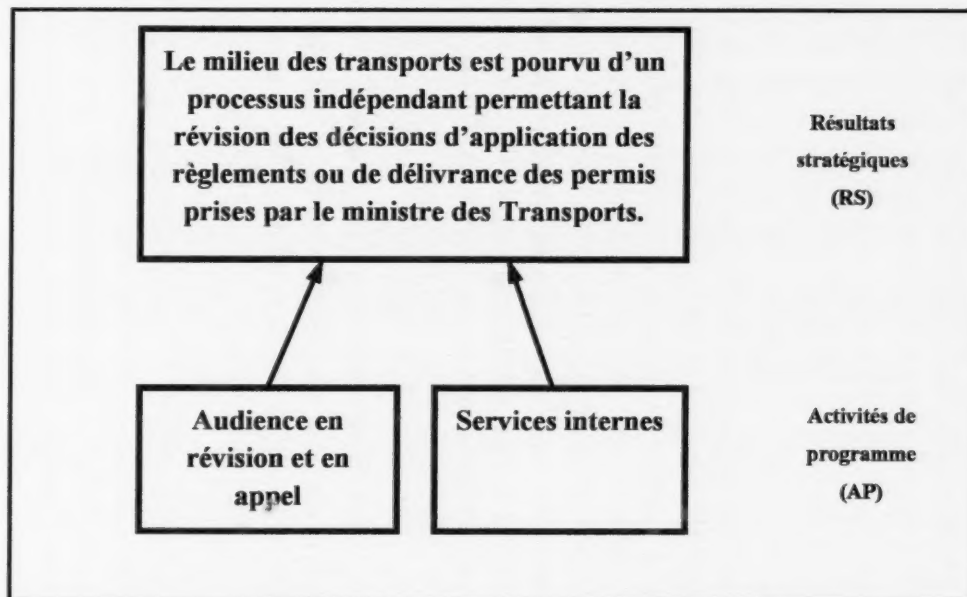 Le milieu des transports est pourvu d'un
processus indépendant permettant la
révision des décisions d'application des
règlements ou de délivrance des permis
prises par le ministre des Transports.
Résultats
stratégiques
(RS)
Audience en
révision et en
appel
Services internes
Activités de
programme
(AP)